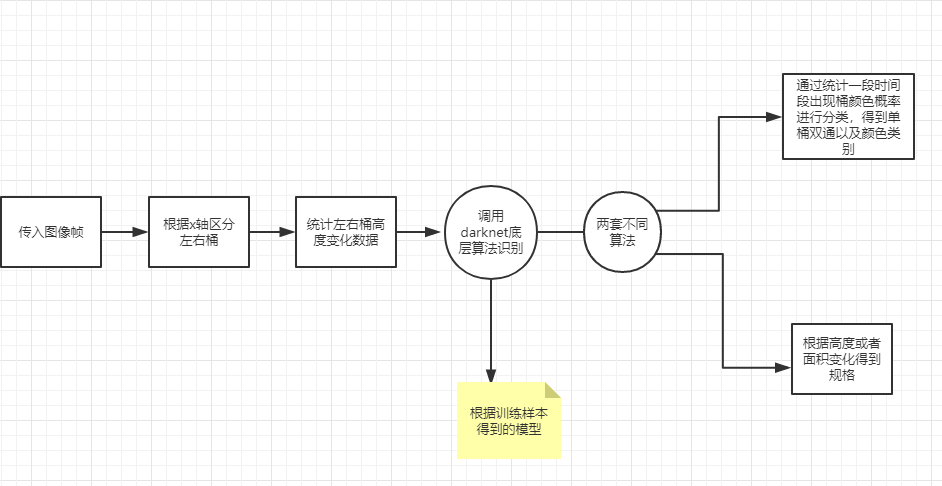 传入图像帧
根据x轴区分
左右桶
统计左右桶高
度变化数据
调用
darknet底
层算法识别
两套不同
算法
通过统计一段时间
段出现桶颜色概率
进行分类，得到单
桶双通以及颜色类
别
根据高度或者
面积变化得到
规格
根据训练样本
得到的模型